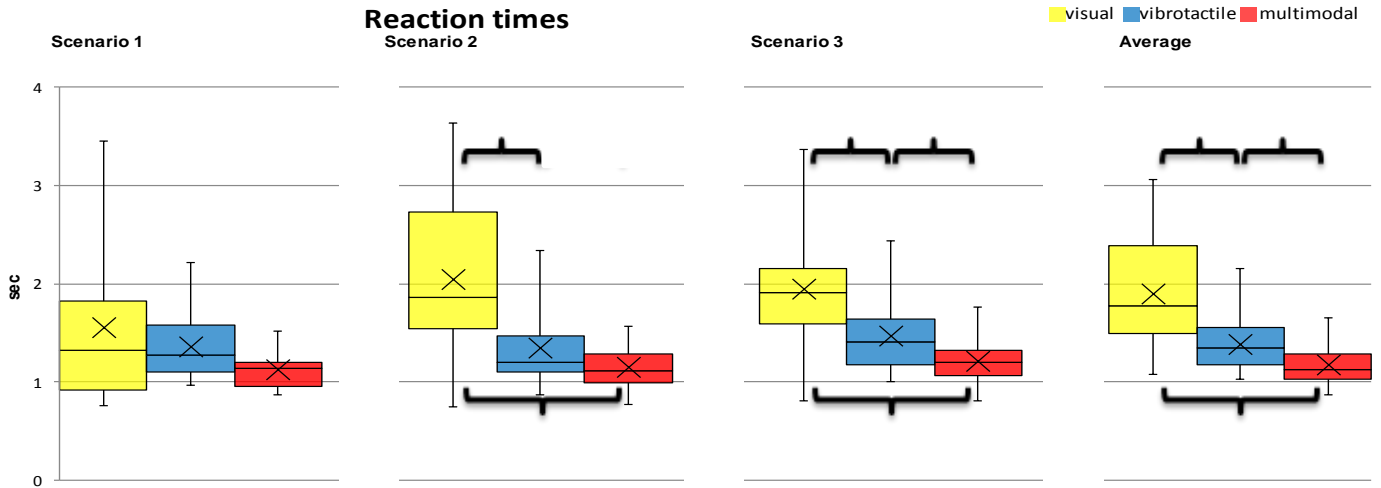 Reaction times
visual vibrotactile multimodal
Scenario 1 Scenario 2 Scenario 3 Average
4
3
2
1
0
sec